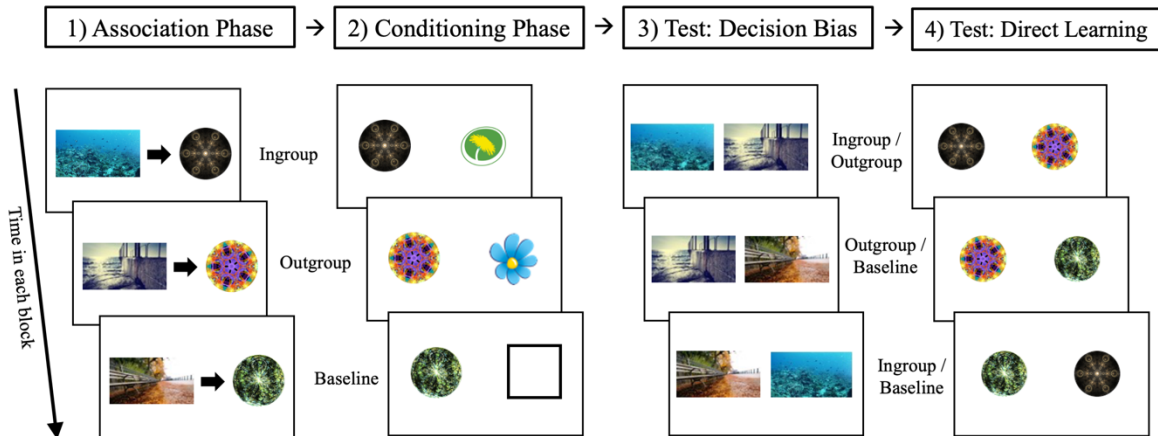 1) Association Phase
2) Conditioning Phase
3) Test: Decision Bias
4) Test: Direct Learning
Time in each block
Ingroup
Outgroup
Baseline
Ingroup /
Outgroup
Outgroup /
Baseline
Ingroup /
Baseline